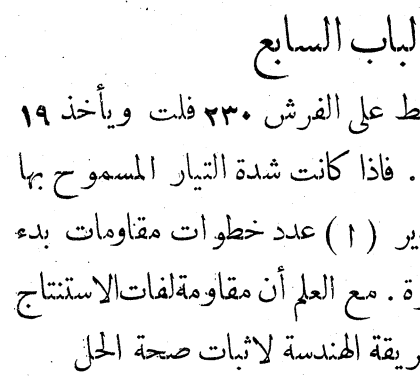 لباب السابع
ط على الفرش ٢٣٠ فلت ويأخذ ١٩
. فاذا كانت شدة التيار المسموح بها
ير (١) عدد خطوات مقاومات بدء
رة . مع العلم أن مقاومة لفات الاستنتاج
ريقة الهندسة لاثبات صحة الحل